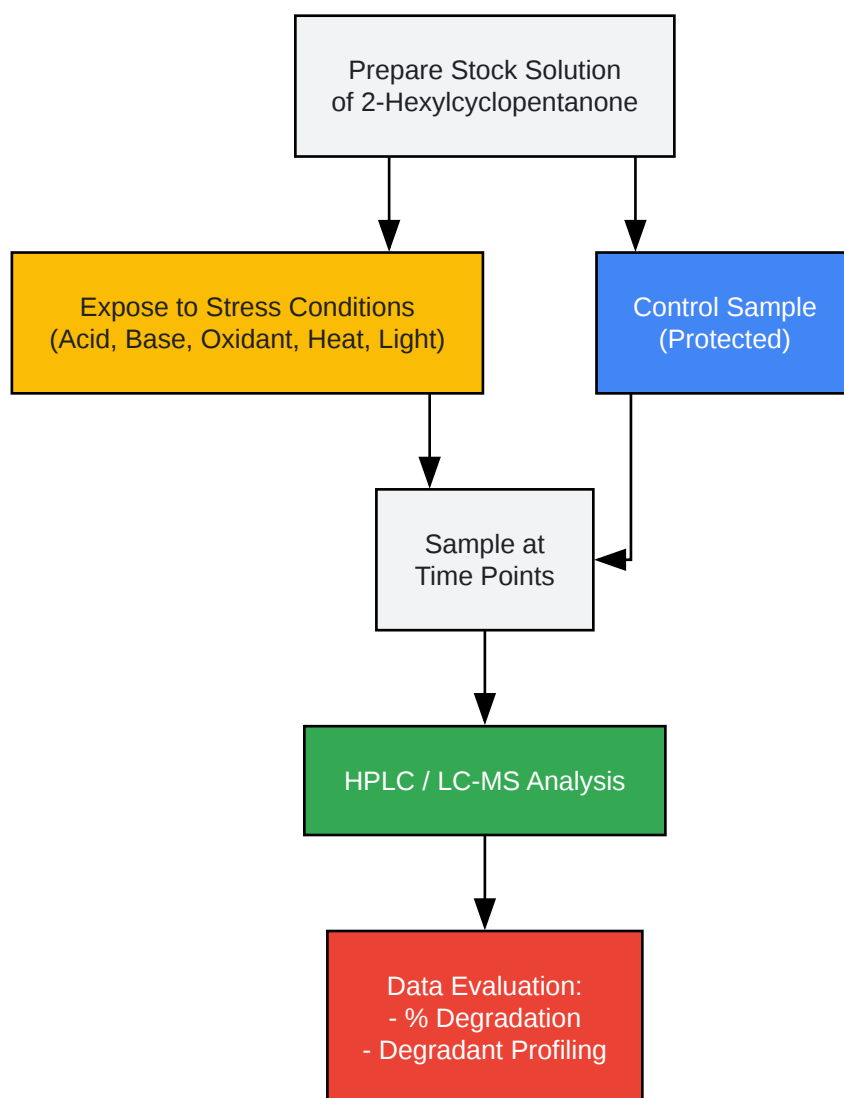 Prepare Stock Solution
of 2-Hexylcyclopentanone
Expose to Stress Conditions
(Acid, Base, Oxidant, Heat, Light)
Control Sample
(Protected)
Sample at
Time Points
HPLC / LC-MS Analysis
Data Evaluation:
- % Degradation
- Degradant Profiling